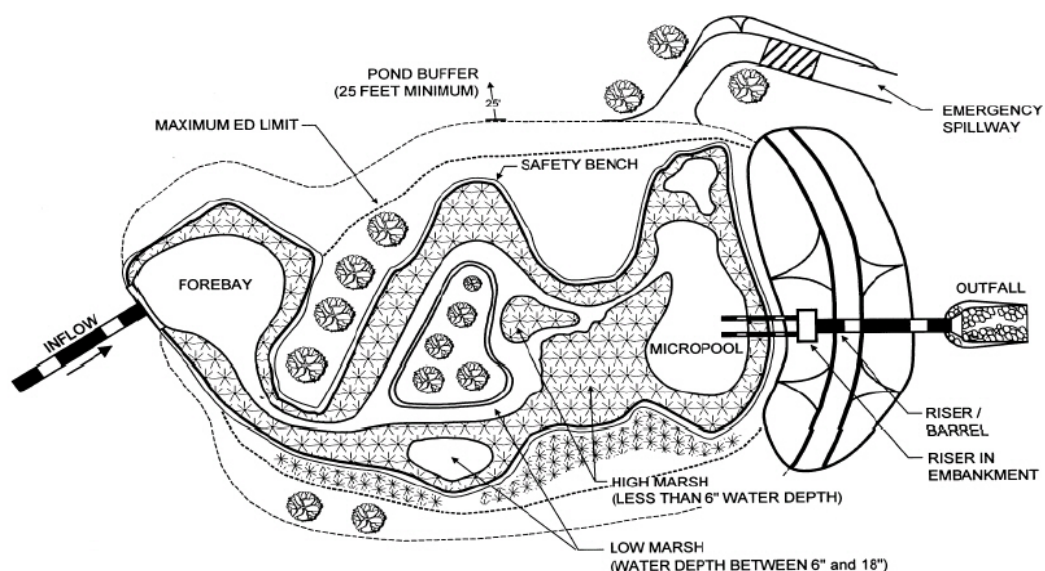 POND BUFFER
(25 FEET MINIMUM)
25'
EMERGENCY
SPILLWAY
MAXIMUM ED LIMIT
SAFETY BENCH
FOREBAY
INFLOW
OUTFALL
MICROPOOL
RISER /
BARREL
RISER IN
EMBANKMENT
HIGH MARSH
(LESS THAN 6" WATER DEPTH)
LOW MARSH
(WATER DEPTH BETWEEN 6" and 18")